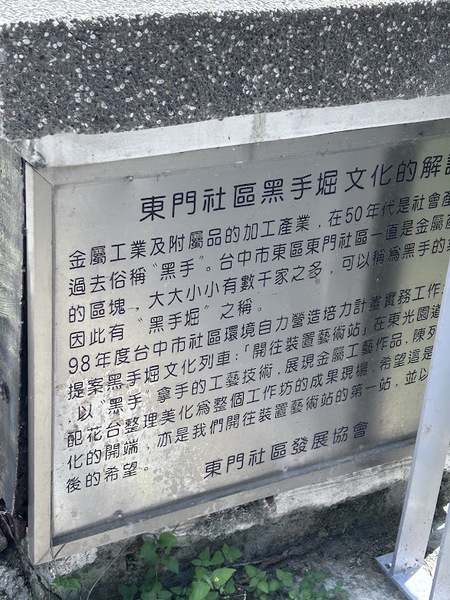 東門社區黑手堀文化的解
金屬工業及附屬品的加工產業，在50年代是社會產
過去俗稱〝黑手〞。台中市東區東門社區一直是金屬產
的區塊，大大小小有數千家之多，可以稱為黑手的
因此有〝黑手堀〞之稱。
98年度台中市社區環境自力營造培力計畫實務工作
提案黑手堀文化列車：「開往裝置藝術站」在東光園道
，以〝黑手〞拿手的工藝技術，展現金屬工藝作品，陳列
配花台整理美化為整個工作坊的成果現場，希望這是
化的開端，亦是我們開往裝置藝術站的第一站，並以
後的希望。
東門社區發展協會